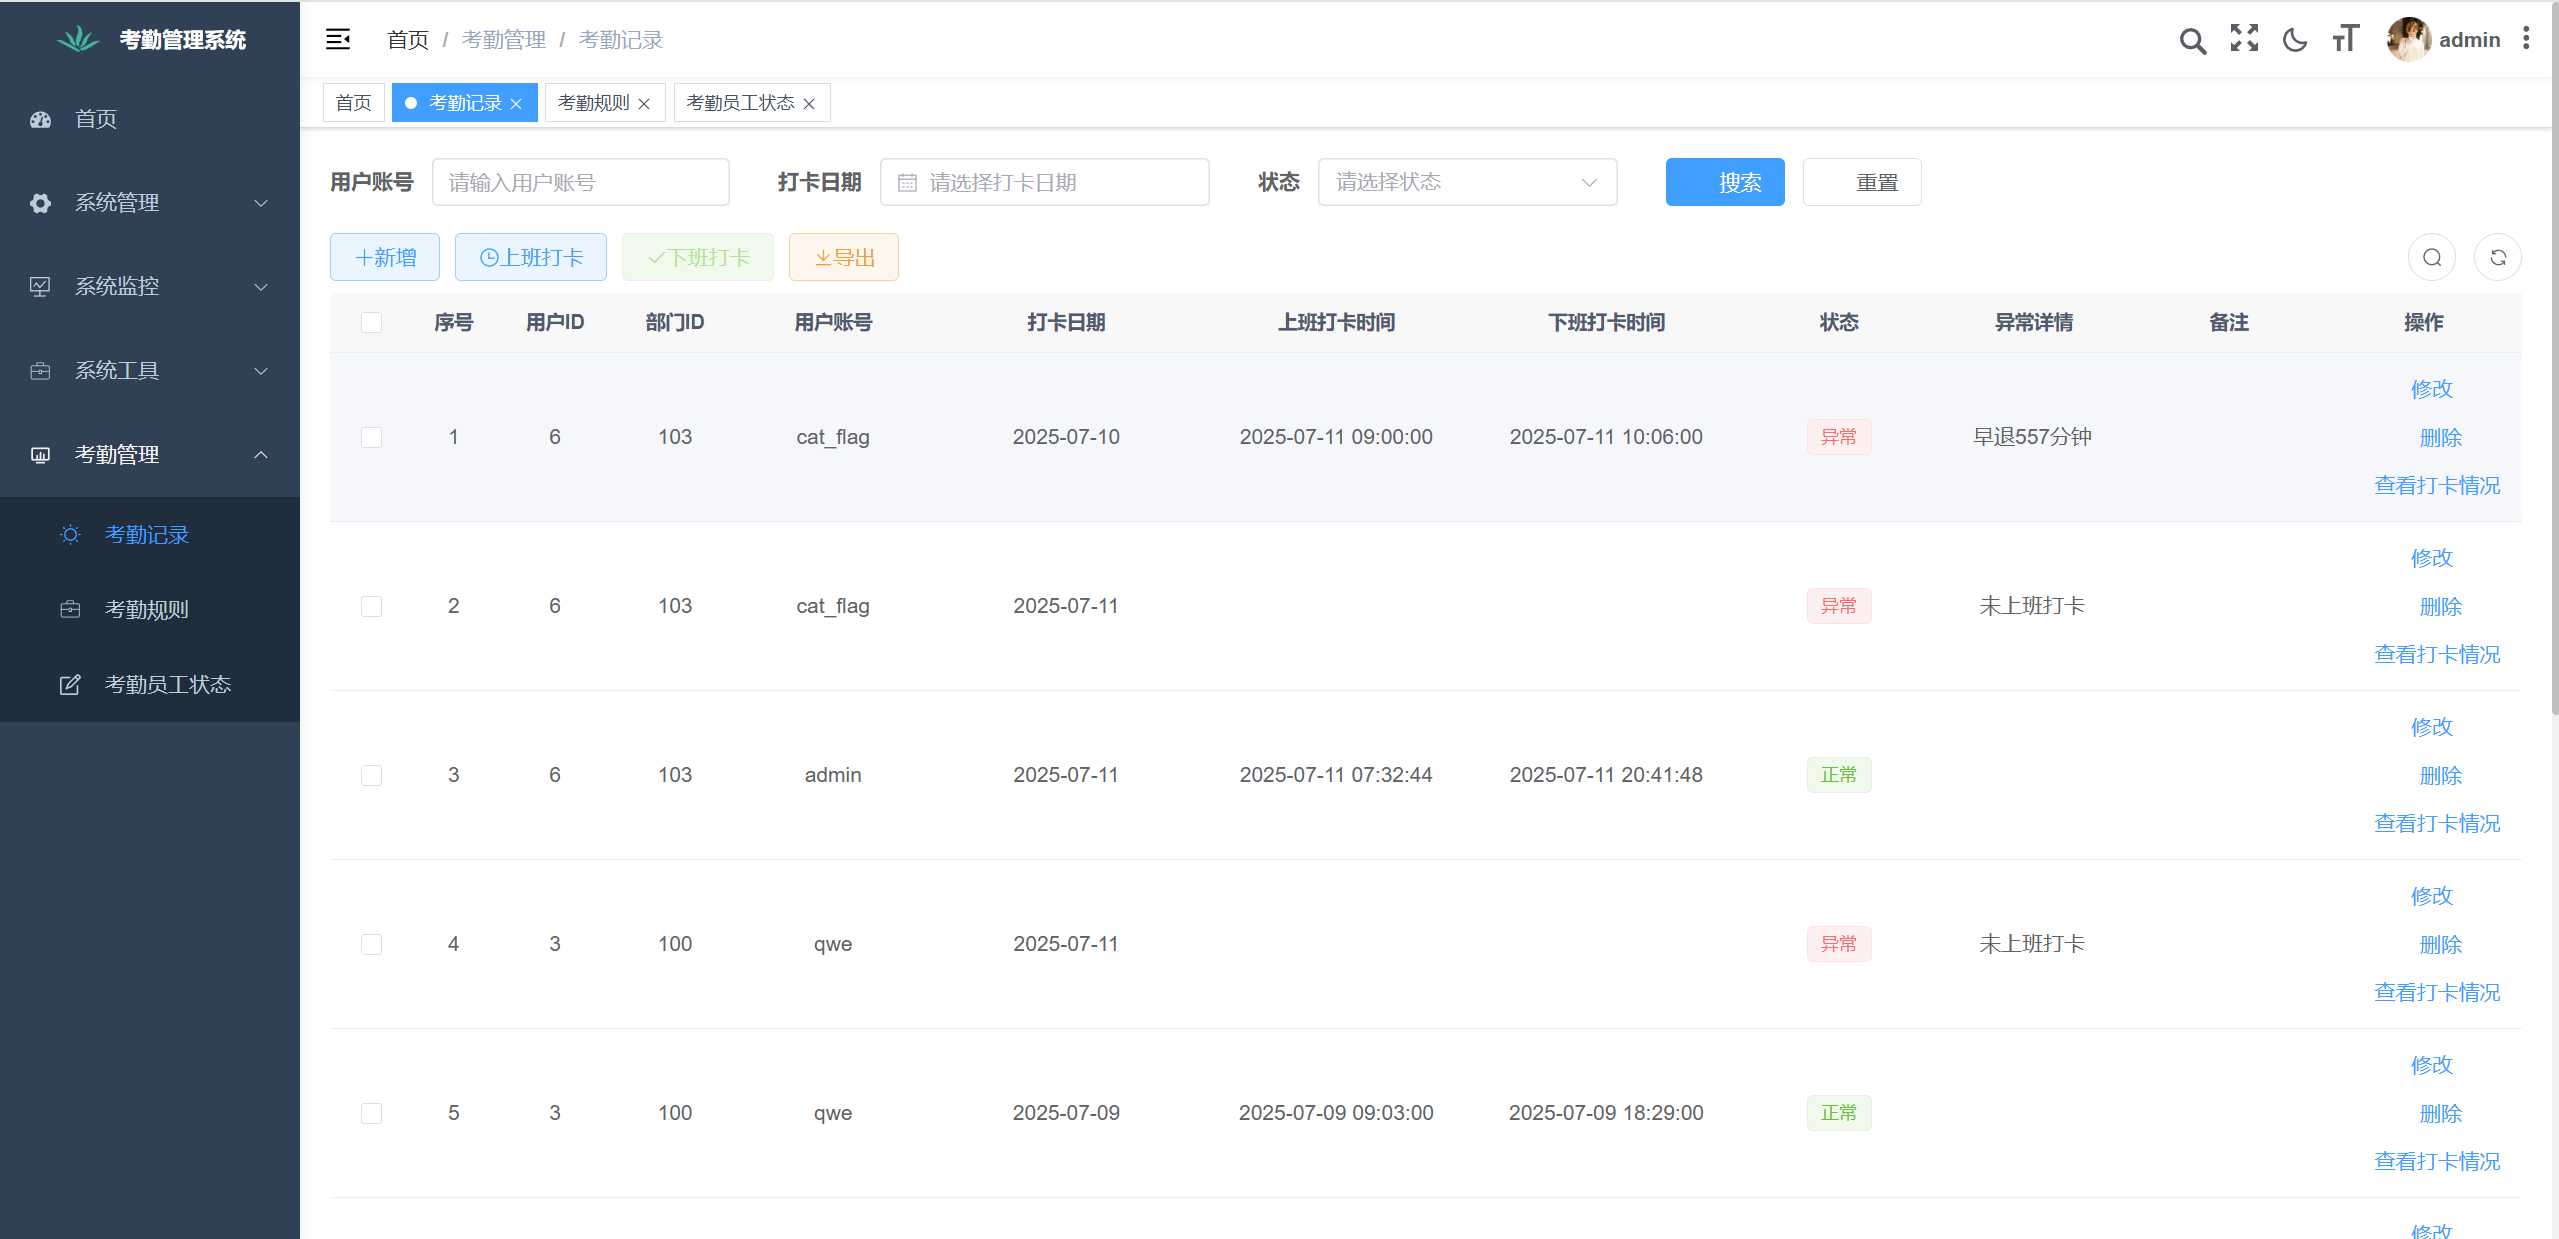 考勤管理系统
首页
系统管理
系统监控
系统工具
考勤管理
考勤记录
考勤规则
考勤员工状态
首页 / 考勤管理 / 考勤记录
admin
首页 考勤记录 考勤规则 考勤员工状态
用户账号 请输入用户账号 打卡日期 请选择打卡日期 状态 请选择状态 搜索 重置
新增 上班打卡 下班打卡 导出
序号 用户ID 部门ID 用户账号 打卡日期 上班打卡时间 下班打卡时间 状态 异常详情 备注 操作
1 6 103 cat_flag 2025-07-10 2025-07-11 09:00:00 2025-07-11 10:06:00 异常 早退557分钟
修改
删除
查看打卡情况
2 6 103 cat_flag 2025-07-11 异常 未上班打卡
修改
删除
查看打卡情况
3 6 103 admin 2025-07-11 2025-07-11 07:32:44 2025-07-11 20:41:48 正常
修改
删除
查看打卡情况
4 3 100 qwe 2025-07-11 异常 未上班打卡
修改
删除
查看打卡情况
5 3 100 qwe 2025-07-09 2025-07-09 09:03:00 2025-07-09 18:29:00 正常
修改
删除
查看打卡情况
修改